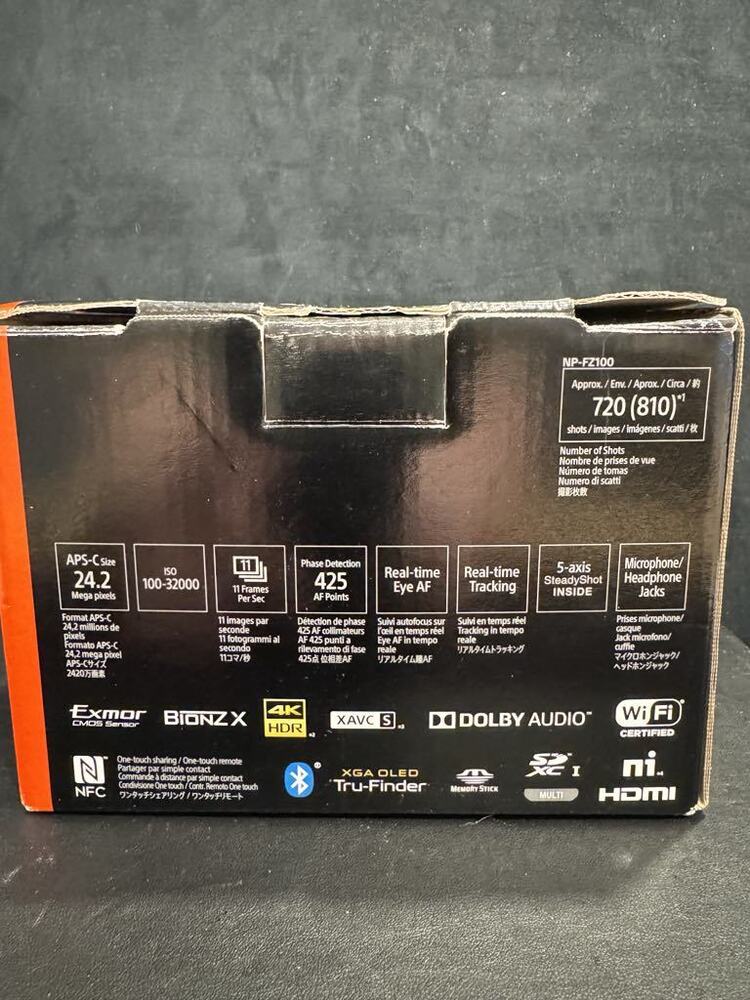 NP-FZ100
Approx. / Env. / Aprox. / Circa / 約
720 (810)*1
shots / images / imágenes / scatti / 枚
Number of Shots
Nombre de prises de vue
Número de tomas
Numero di scatti
撮影枚数
APS-C size
24.2
Mega pixels
Format APS-C
24,2 millions de
pixels
Formato APS-C
24,2 mega pixel
APS-Cサイズ
2420万画素
ISO
100-32000
11
11 Frames
Per Sec
11 images par
seconde
11 fotogrammi al
secondo
11コマ/秒
Phase Detection
425
AF Points
Détection de phase
425 AF collimateurs
AF 425 punti a
rilevamento di fase
425点 位相差AF
Real-time
Eye AF
Suivi autofocus sur
l'œil en temps réel
Eye AF in tempo
reale
リアルタイム瞳AF
Real-time
Tracking
Suivi en temps réel
Tracking in tempo
reale
リアルタイムトラッキング
5-axis
SteadyShot
INSIDE
Microphone/
Headphone
Jacks
Prises microphone/
casque
Jack microfono/
cuffie
マイクロホンジャック/
ヘッドホンジャック
Exmor
CMOS Sensor
BIONZ X
4K
HDR *2
XAVC S *3
DOLBY AUDIO™
Wi Fi
CERTIFIED
N
NFC
One-touch sharing / One-touch remote
Partager par simple contact
Commande à distance par simple contact
Condivisione One touch / Contr. Remoto One touch
ワンタッチシェアリング / ワンタッチリモート
XGA OLED
Tru-Finder
MEMORY STICK
SD
XC I
MULTI
ni *4
HDMI